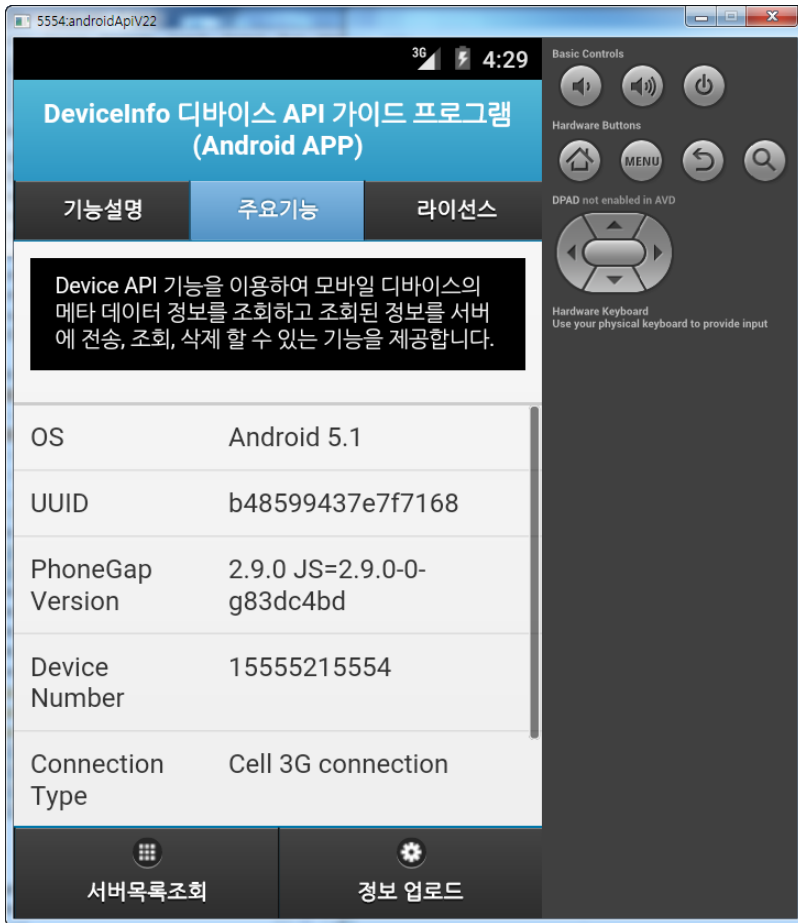 5554:androidApiV22
3G 4:29
DeviceInfo 디바이스 API 가이드 프로그램
(Android APP)
기능설명 주요기능 라이선스
Device API 기능을 이용하여 모바일 디바이스의
메타 데이터 정보를 조회하고 조회된 정보를 서버
에 전송, 조회, 삭제 할 수 있는 기능을 제공합니다.
OS Android 5.1
UUID b48599437e7f7168
PhoneGap 2.9.0 JS=2.9.0-0-
Version g83dc4bd
Device 15555215554
Number
Connection Cell 3G connection
Type
서버목록조회 정보 업로드
Basic Controls
Hardware Buttons
MENU
DPAD not enabled in AVD
Hardware Keyboard
Use your physical keyboard to provide input